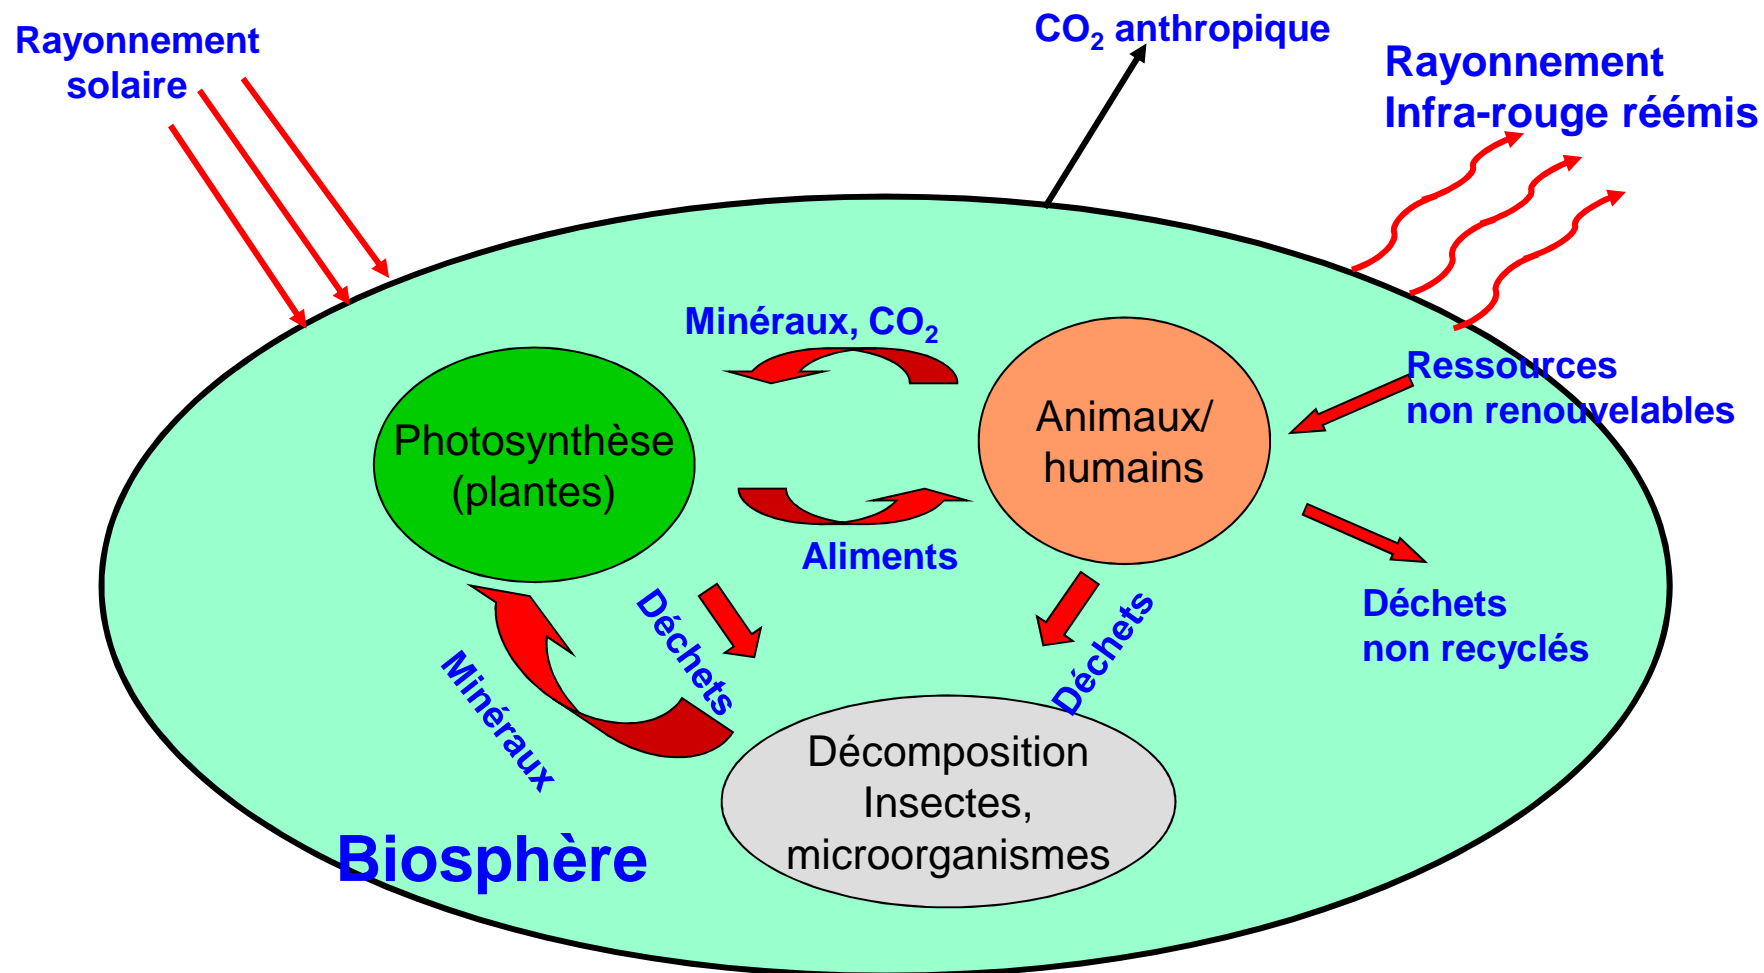 Rayonnement
solaire
CO₂ anthropique
Rayonnement
Infra-rouge réémis
Minéraux, CO₂
Ressources
non renouvelables
Photosynthèse
(plantes)
Animaux/
humains
Aliments
Déchets
non recyclés
Déchets
Déchets
Minéraux
Décomposition
Insectes,
microorganismes
Biosphère